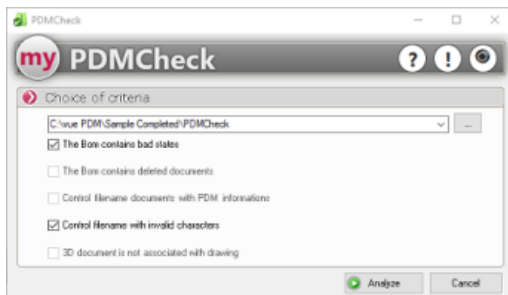 PDMCheck
my PDMCheck ? !
Choice of criteria
C:\vue PDM\Sample Completed\PDMCheck ...
The Bom contains bad states
The Bom contains deleted documents
Control filename documents with PDM informations
Control filename with invalid characters
3D document is not associated with drawing
Analyze Cancel